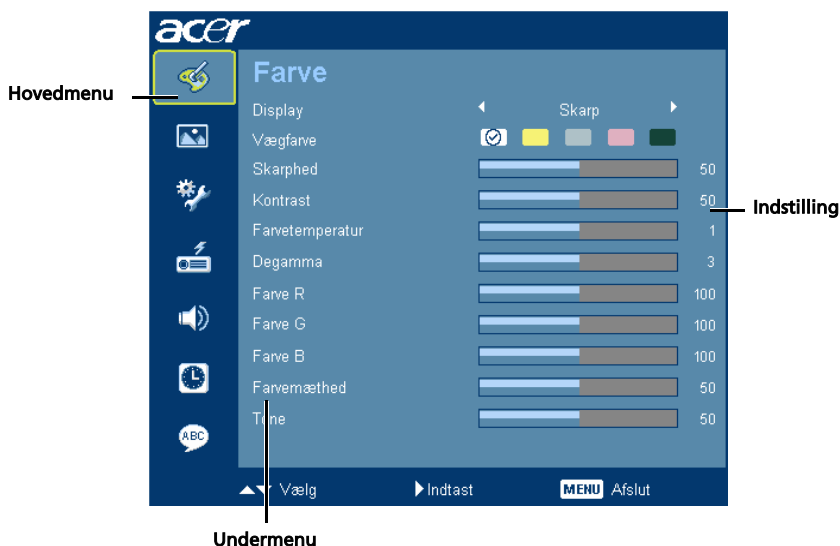 acer
Farve
Hovedmenu
Display Skarp
Vægfarve
Skarphed 50
Kontrast 50
Indstilling
Farvetemperatur 1
Degamma 3
Farve R 100
Farve G 100
Farve B 100
Farvemæthed 50
Tone 50
ABC
Vælg Indtast MENU Afslut
Undermenu